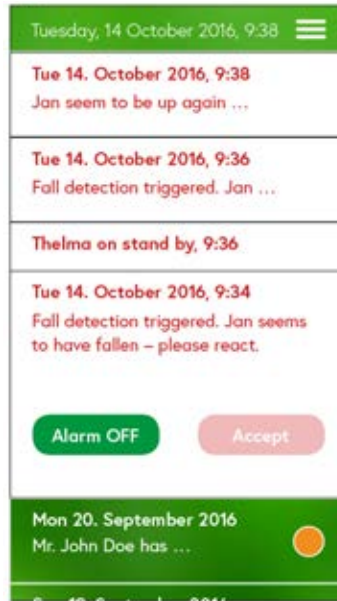 Tuesday, 14 October 2016, 9:38
Tue 14. October 2016, 9:38
Jan seem to be up again ...
Tue 14. October 2016, 9:36
Fall detection triggered. Jan ...
Thelma on stand by, 9:36
Tue 14. October 2016, 9:34
Fall detection triggered. Jan seems
to have fallen – please react.
Alarm OFF
Accept
Mon 20. September 2016
Mr. John Doe has ...